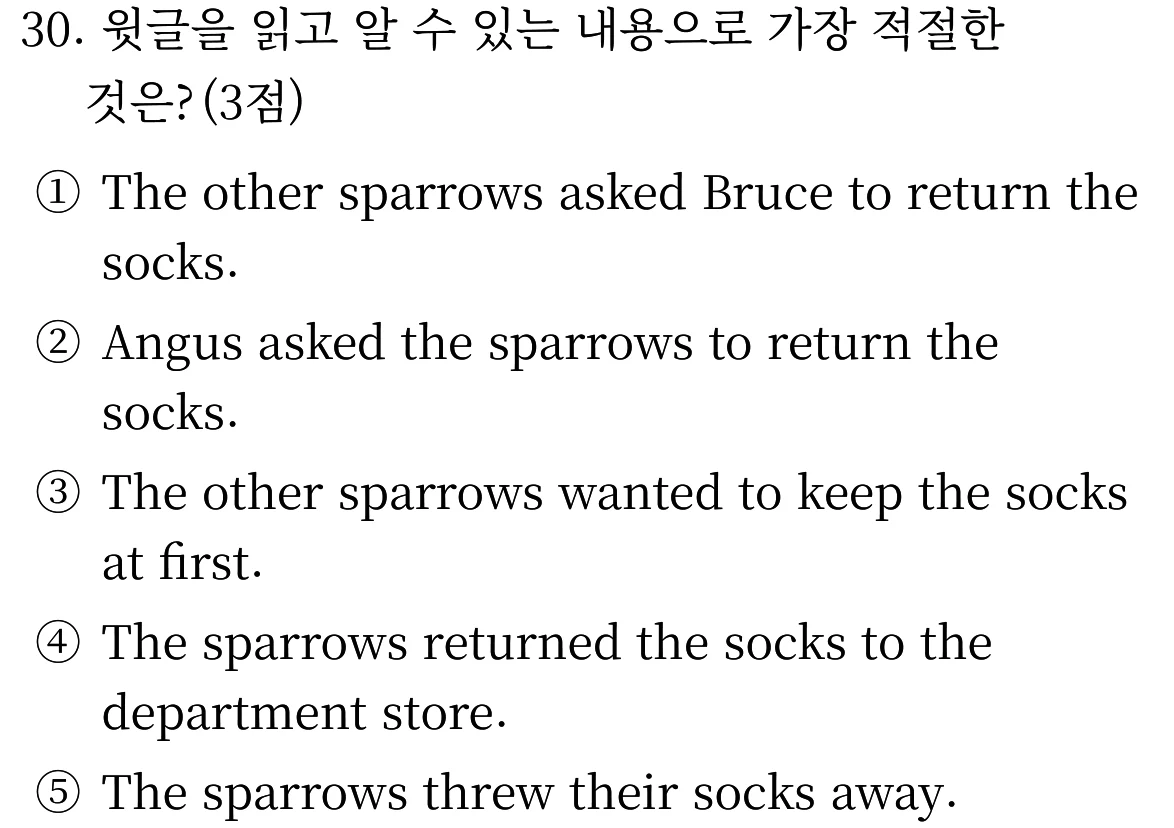 30. 윗글을 읽고 알 수 있는 내용으로 가장 적절한
것은? (3점)
① The other sparrows asked Bruce to return the
socks.
② Angus asked the sparrows to return the
socks.
③ The other sparrows wanted to keep the socks
at first.
④ The sparrows returned the socks to the
department store.
⑤ The sparrows threw their socks away.